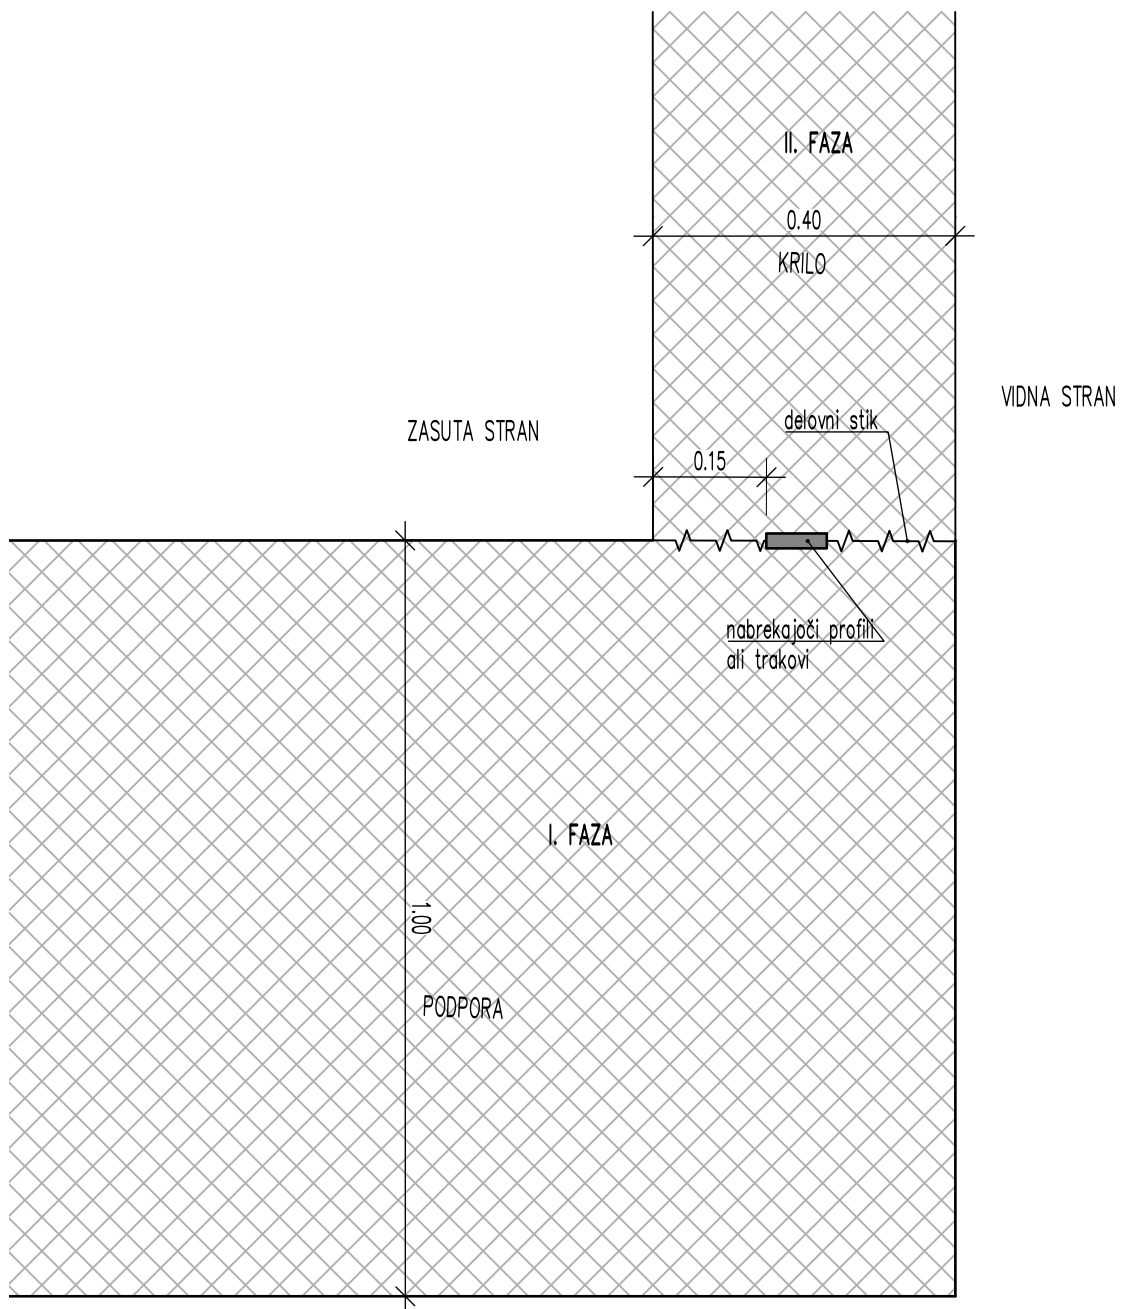 II. FAZA
0.40
KRILO
VIDNA STRAN
delovni stik
ZASUTA STRAN
0.15
nabrekajoči profili
ali trakovi
I. FAZA
1.00
PODPORA